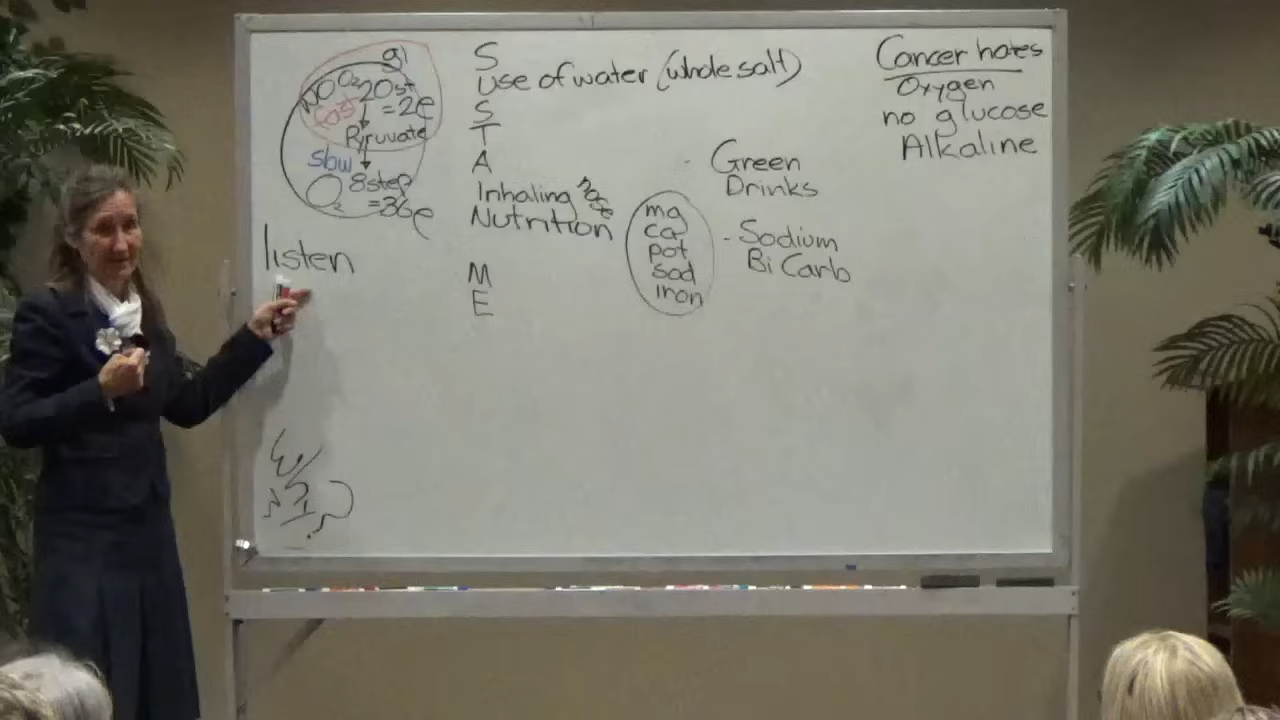 gl
NO O₂ 20st
fast = 2e
Pyruvate
slow
O₂ 8step
= 36e
listen
S
Use of water (whole salt)
S
T
A
Inhaling
Nutrition
M
E
mg
ca
pot
sod
iron
- Green
Drinks
- Sodium
Bi Carb
Cancer hates
Oxygen
no glucose
Alkaline